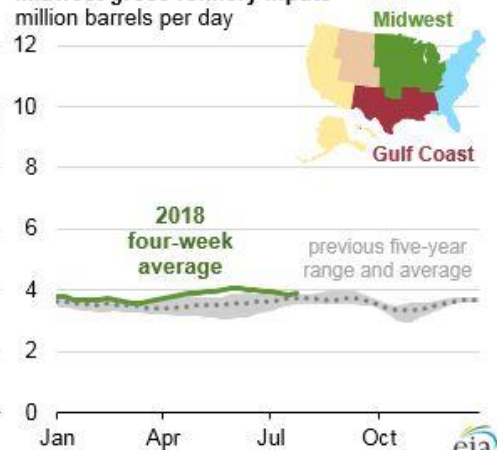 million barrels per day
12
10
8
6
4
2
0
Midwest
Gulf Coast
2018
four-week
average
previous five-year
range and average
Jan
Apr
Jul
Oct
eia